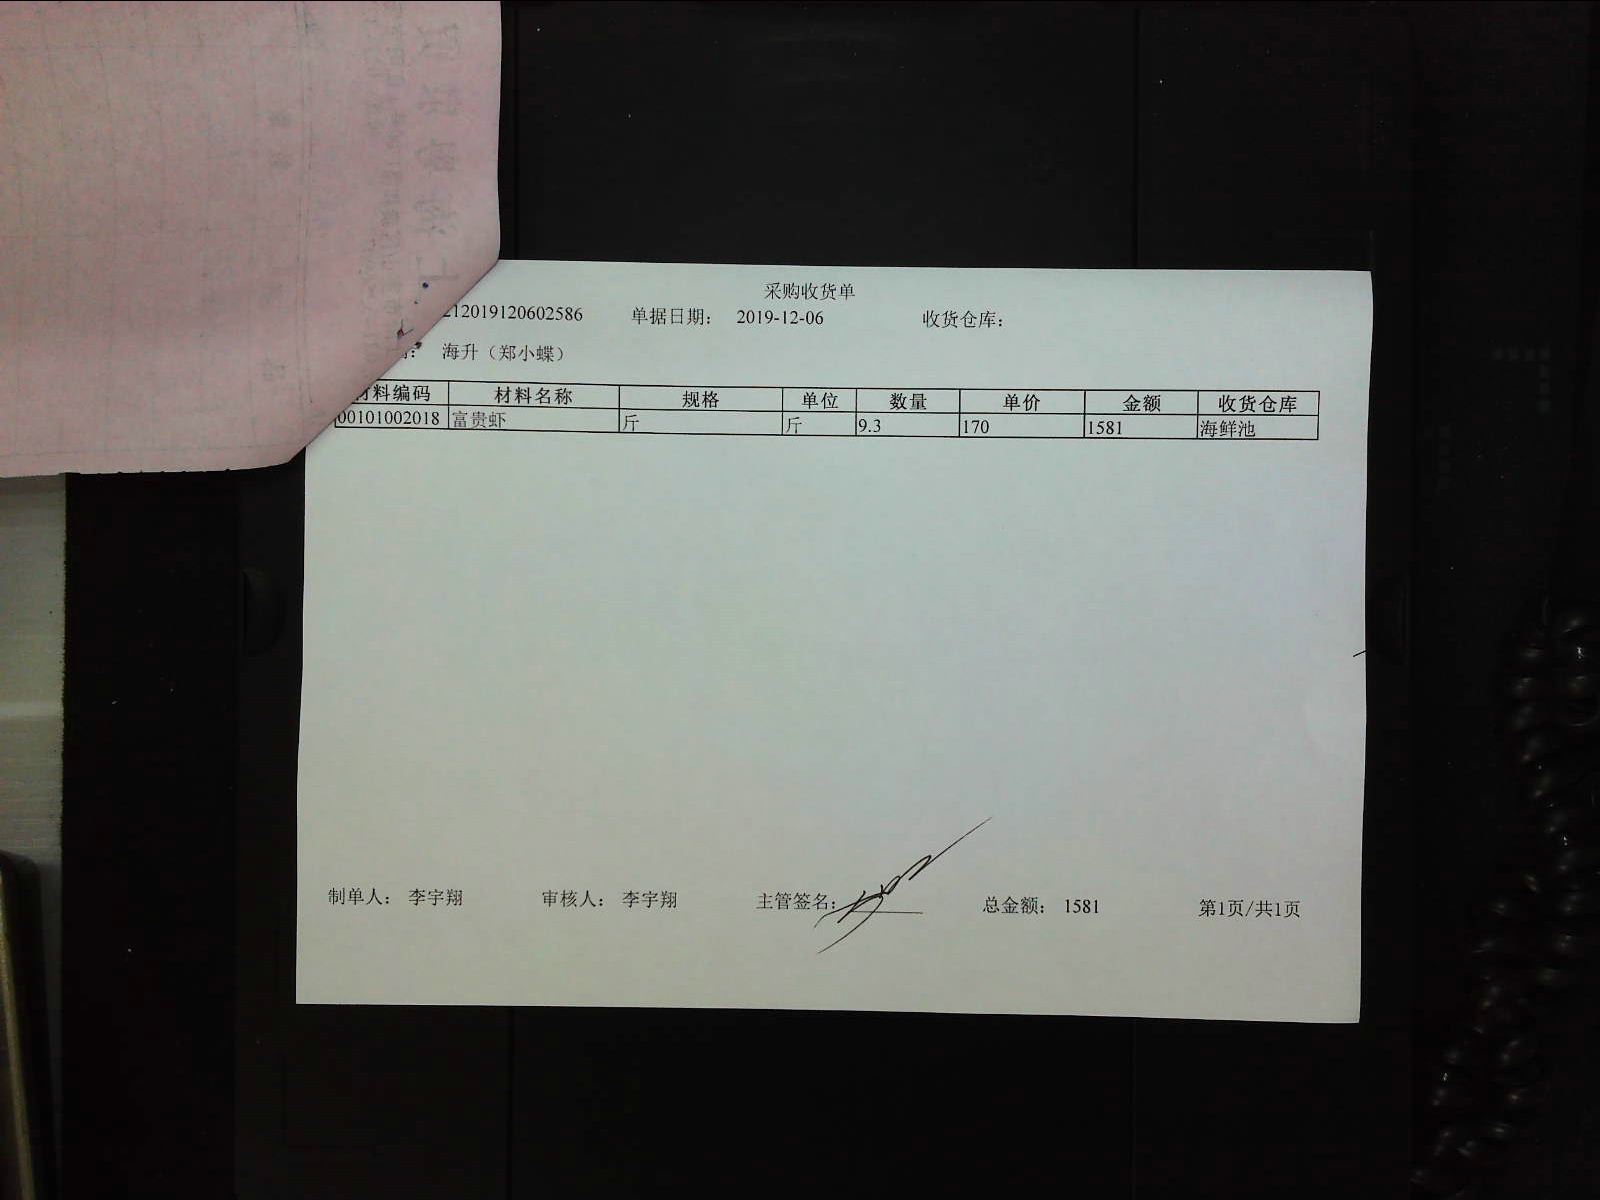 采购收货单
212019120602586 单据日期： 2019-12-06 收货仓库：
海升（郑小蝶）
材料编码 材料名称 规格 单位 数量 单价 金额 收货仓库
00101002018 富贵虾 斤 斤 9.3 170 1581 海鲜池
制单人： 李宇翔 审核人： 李宇翔 主管签名： 总金额： 1581 第1页/共1页